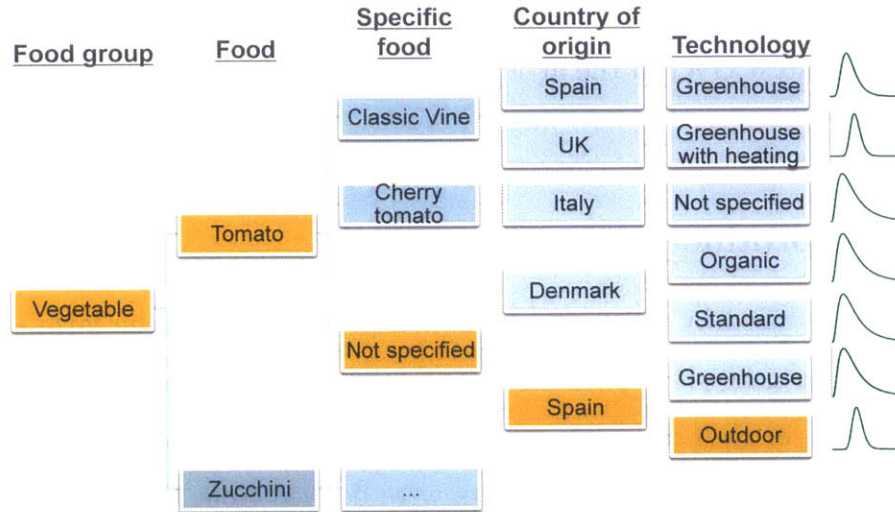 Food group
Food
Specific
food
Country of
origin
Technology
Spain
Greenhouse
Classic Vine
UK
Greenhouse
with heating
Cherry
tomato
Italy
Not specified
Tomato
Organic
Denmark
Vegetable
Standard
Not specified
Greenhouse
Spain
Outdoor
Zucchini
...